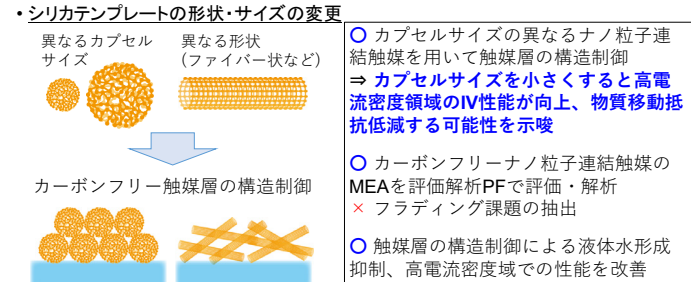 • シリカテンプレートの形状・サイズの変更
異なるカプセル
サイズ
異なる形状
(ファイバー状など)
カーボンフリー触媒層の構造制御
○ カプセルサイズの異なるナノ粒子連
結触媒を用いて触媒層の構造制御
⇒ カプセルサイズを小さくすると高電
流密度領域のIV性能が向上、物質移動抵
抗低減する可能性を示唆
○ カーボンフリーナノ粒子連結触媒の
MEAを評価解析PFで評価・解析
× フラディング課題の抽出
○ 触媒層の構造制御による液体水形成
抑制、高電流密度域での性能を改善